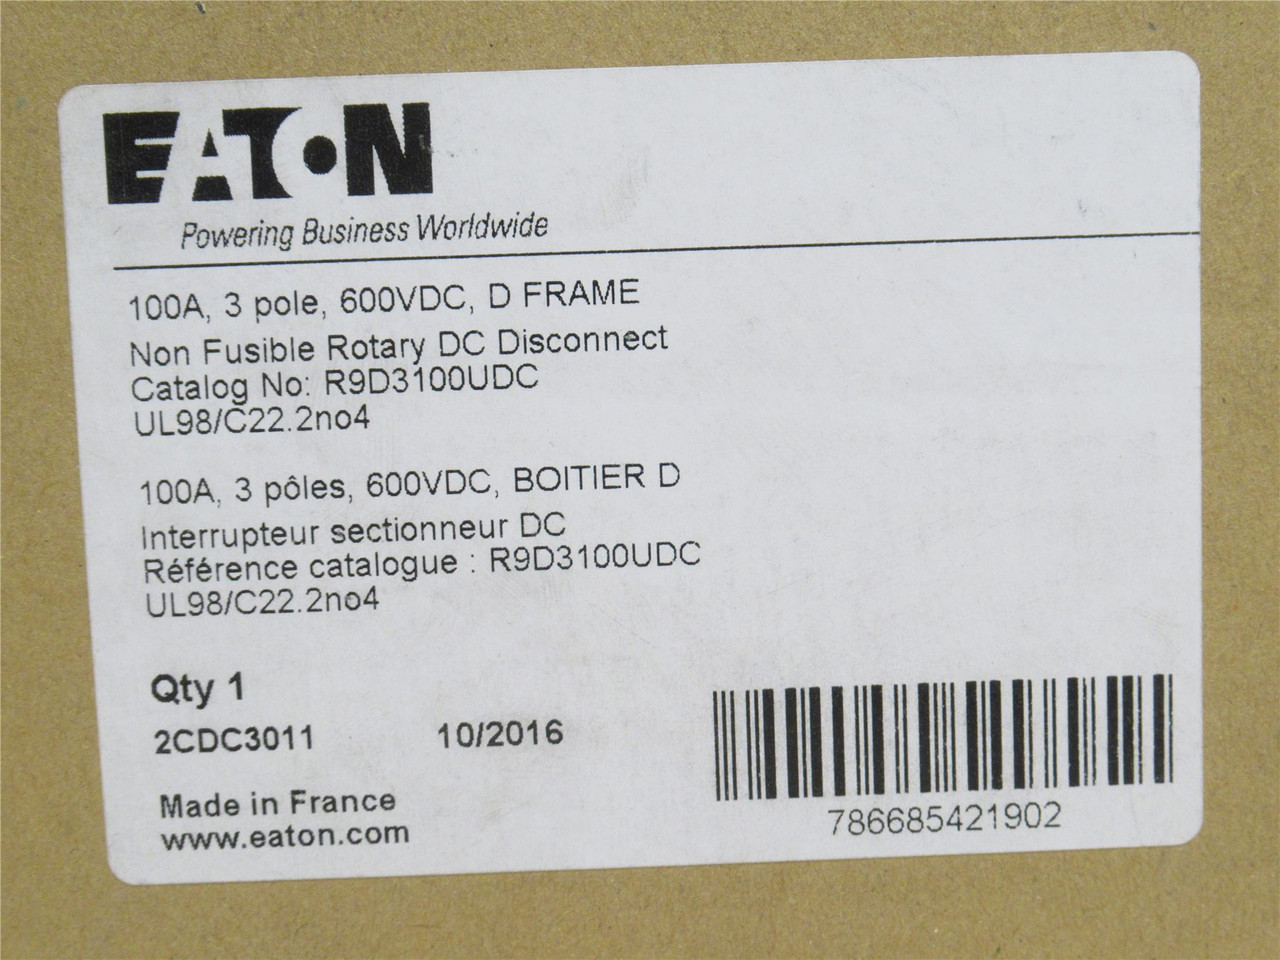 EATON
Powering Business Worldwide
100A, 3 pole, 600VDC, D FRAME
Non Fusible Rotary DC Disconnect
Catalog No: R9D3100UDC
UL98/C22.2no4
100A, 3 pôles, 600VDC, BOITIER D
Interrupteur sectionneur DC
Référence catalogue : R9D3100UDC
UL98/C22.2no4
Qty 1
2CDC3011 10/2016
Made in France
www.eaton.com
786685421902